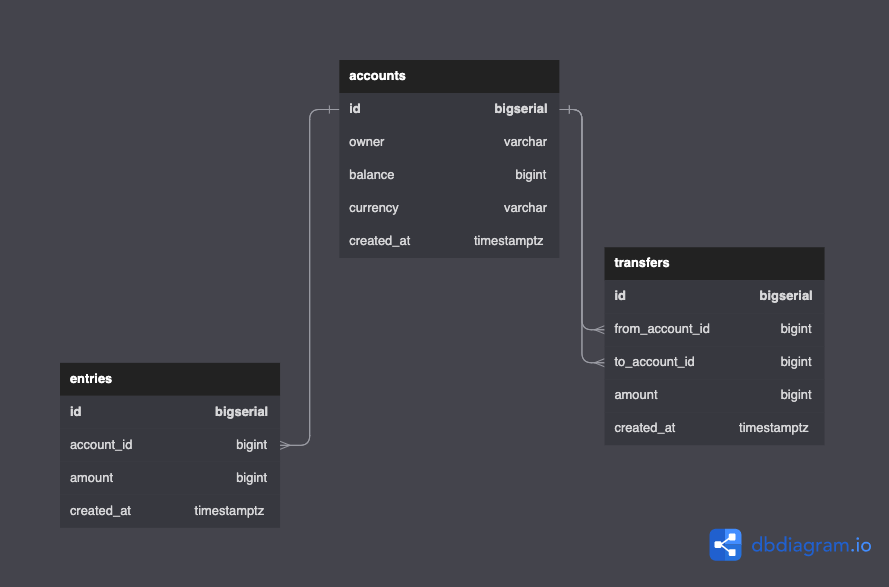 accounts
id bigserial
owner varchar
balance bigint
currency varchar
created_at timestamptz
transfers
id bigserial
from_account_id bigint
to_account_id bigint
amount bigint
created_at timestamptz
entries
id bigserial
account_id bigint
amount bigint
created_at timestamptz
dbdiagram.io